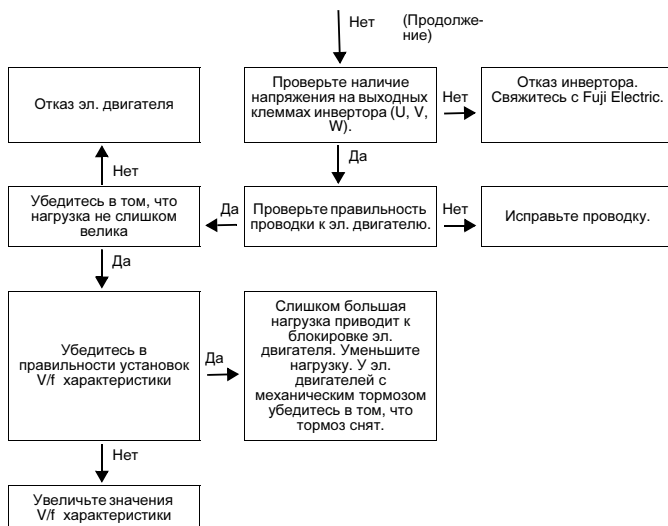 Нет
(Продолже-
ние)
Отказ эл. двигателя
Проверьте наличие
напряжения на выходных
клеммах инвертора (U, V,
W).
Нет
Отказ инвертора.
Свяжитесь с Fuji Electric.
Нет
Да
Убедитесь в том, что
нагрузка не слишком
велика
Да
Проверьте правильность
проводки к эл. двигателю.
Нет
Исправьте проводку.
Да
Убедитесь в
правильности установок
V/f характеристики
Да
Слишком большая
нагрузка приводит к
блокировке эл.
двигателя. Уменьшите
нагрузку. У эл.
двигателей с
механическим тормозом
убедитесь в том, что
тормоз снят.
Нет
Увеличьте значения
V/f характеристики